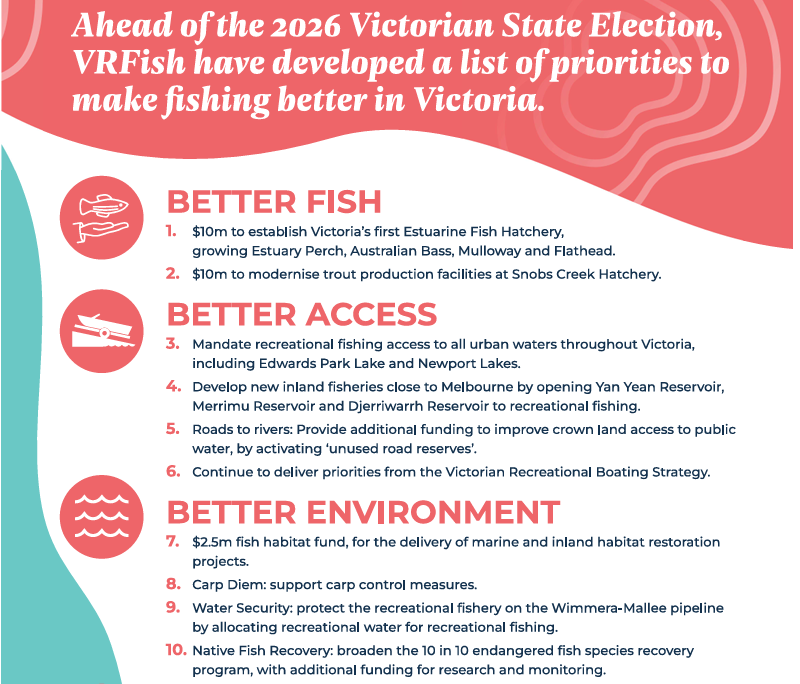 Ahead of the 2026 Victorian State Election,
VRFish have developed a list of priorities to
make fishing better in Victoria.
BETTER FISH
1. $10m to establish Victoria's first Estuarine Fish Hatchery,
growing Estuary Perch, Australian Bass, Mulloway and Flathead.
2. $10m to modernise trout production facilities at Snobs Creek Hatchery.
BETTER ACCESS
3. Mandate recreational fishing access to all urban waters throughout Victoria,
including Edwards Park Lake and Newport Lakes.
4. Develop new inland fisheries close to Melbourne by opening Yan Yean Reservoir,
Merrimu Reservoir and Djerriwarrh Reservoir to recreational fishing.
5. Roads to rivers: Provide additional funding to improve crown land access to public
water, by activating 'unused road reserves'.
6. Continue to deliver priorities from the Victorian Recreational Boating Strategy.
BETTER ENVIRONMENT
7. $2.5m fish habitat fund, for the delivery of marine and inland habitat restoration
projects.
8. Carp Diem: support carp control measures.
9. Water Security: protect the recreational fishery on the Wimmera-Mallee pipeline
by allocating recreational water for recreational fishing.
10. Native Fish Recovery: broaden the 10 in 10 endangered fish species recovery
program, with additional funding for research and monitoring.